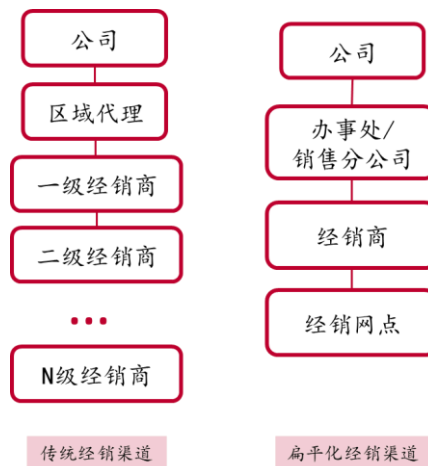 公司
区域代理
一级经销商
二级经销商
...
N级经销商
传统经销渠道
公司
办事处/
销售分公司
经销商
经销网点
扁平化经销渠道